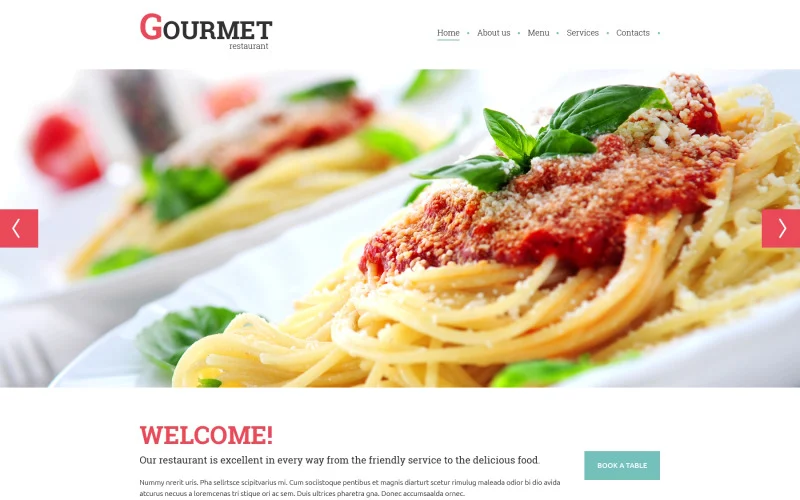 GOURMET
restaurant
Home • About us • Menu • Services • Contacts •
WELCOME!
Our restaurant is excellent in every way from the friendly service to the delicious food.
BOOK A TABLE
Nummy nrerit uris. Pha sellrtsce scipitvarius mi. Cum sociistoque pentibus et magnis diarturt scetur rimulug maleada odior bi dio avida
atcurus necuus a loremcenas tri stique ori ac sem. Duis ultrices pharetra gna. Donec accumsaalda ornec.